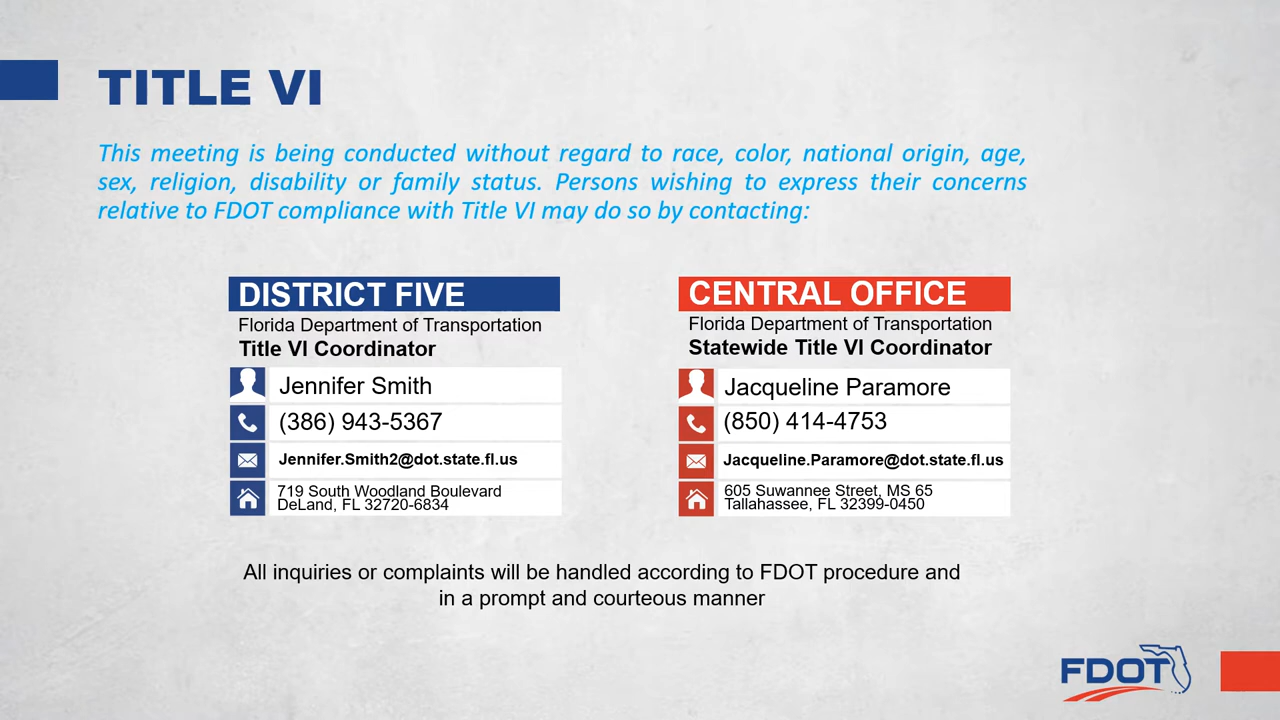 TITLE VI
This meeting is being conducted without regard to race, color, national origin, age,
sex, religion, disability or family status. Persons wishing to express their concerns
relative to FDOT compliance with Title VI may do so by contacting:
DISTRICT FIVE
Florida Department of Transportation
Title VI Coordinator
Jennifer Smith
(386) 943-5367
Jennifer.Smith2@dot.state.fl.us
719 South Woodland Boulevard
DeLand, FL 32720-6834
CENTRAL OFFICE
Florida Department of Transportation
Statewide Title VI Coordinator
Jacqueline Paramore
(850) 414-4753
Jacqueline.Paramore@dot.state.fl.us
605 Suwannee Street, MS 65
Tallahassee, FL 32399-0450
All inquiries or complaints will be handled according to FDOT procedure and
in a prompt and courteous manner
FDOT